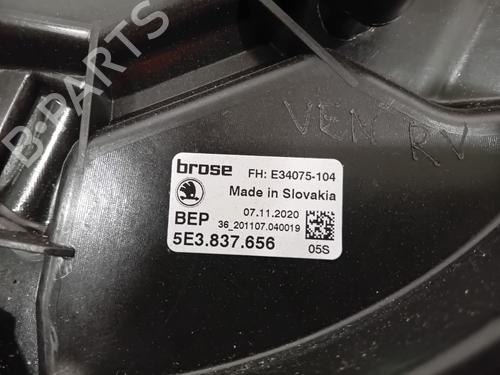 B-PARTS
VEN
RV
brose FH: E34075-104
Made in Slovakia
07.11.2020
BEP 36_201107.040019
5E3.837.656 05S